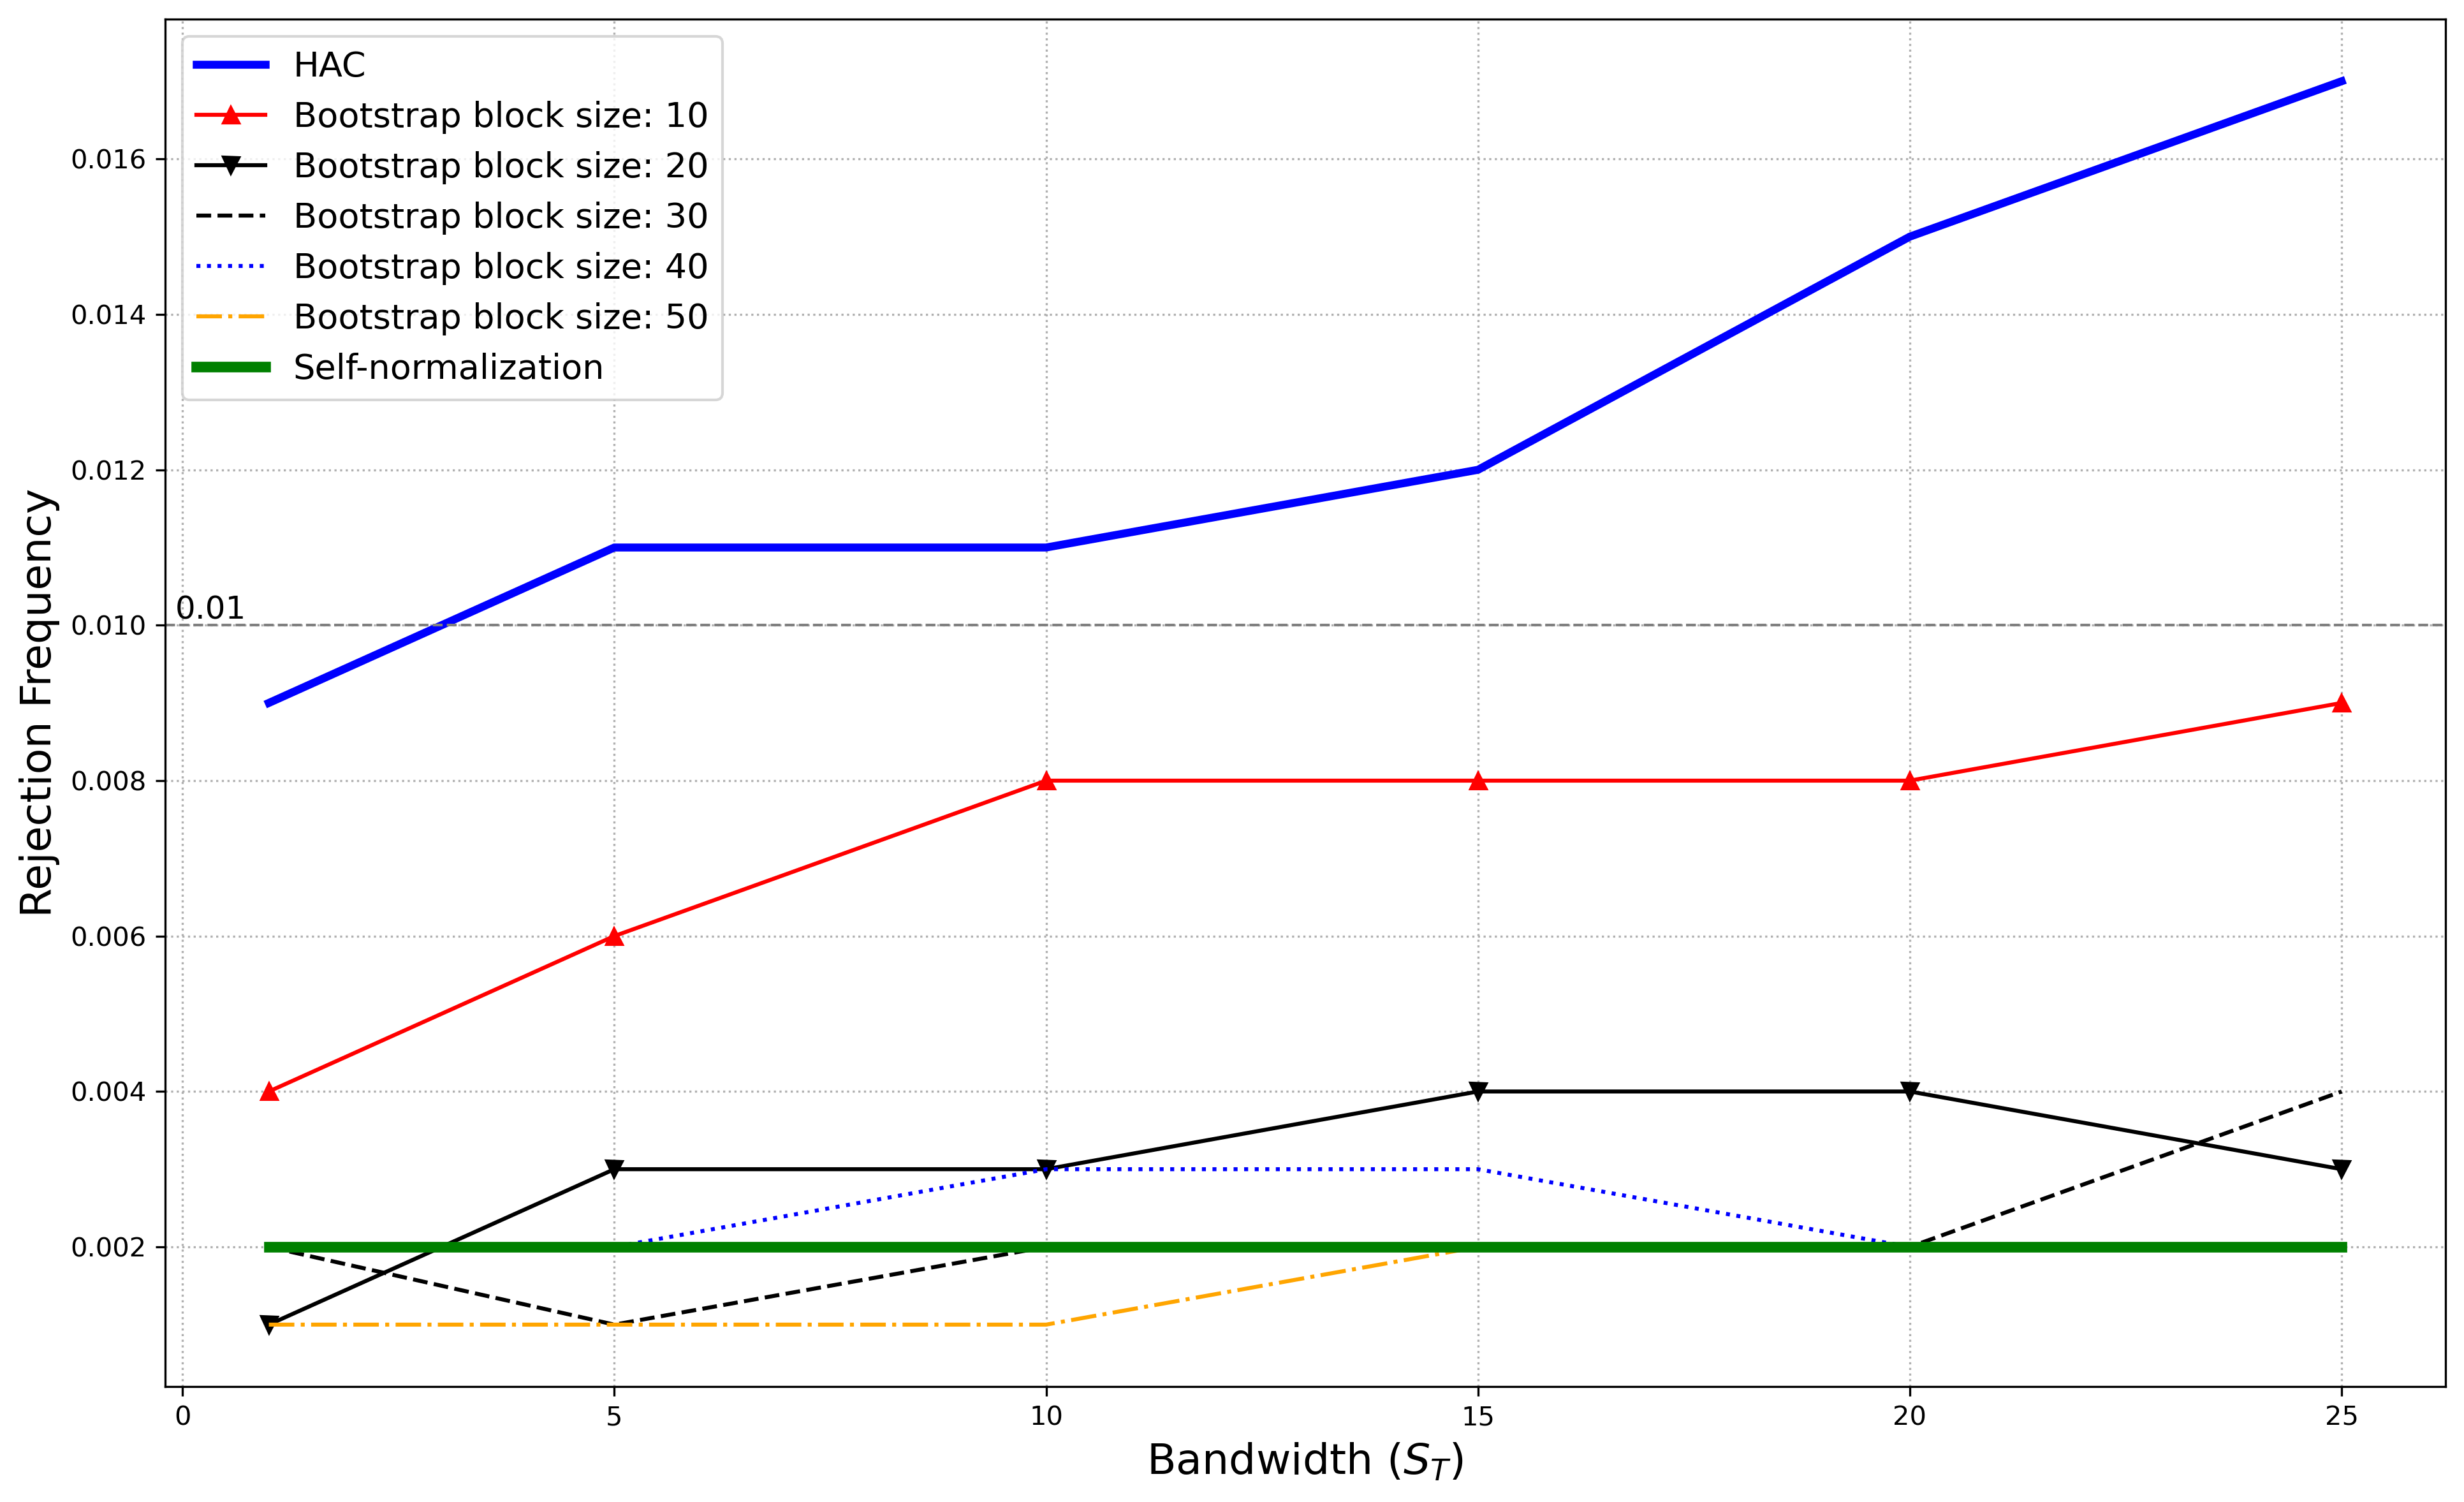 HAC
Bootstrap block size: 10
Bootstrap block size: 20
Bootstrap block size: 30
Bootstrap block size: 40
Bootstrap block size: 50
Self-normalization
0.016
0.014
0.012
0.010
0.008
0.006
0.004
0.002
0.01
Rejection Frequency
0 5 10 15 20 25
Bandwidth (S_T)